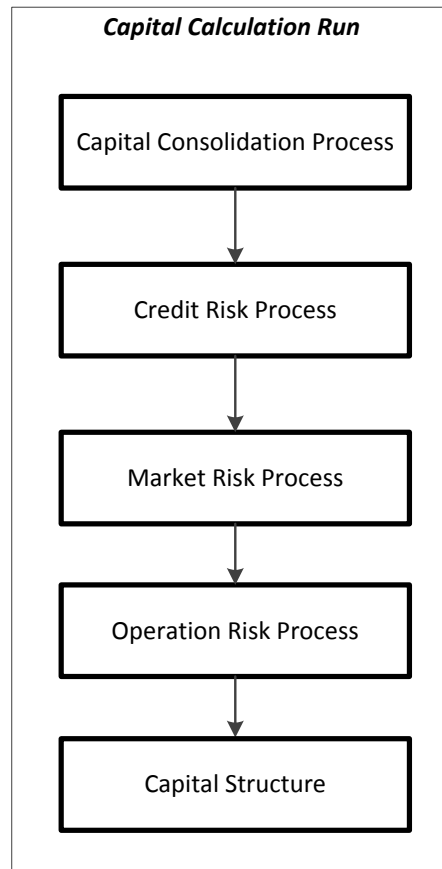 Capital Calculation Run
Capital Consolidation Process
Credit Risk Process
Market Risk Process
Operation Risk Process
Capital Structure